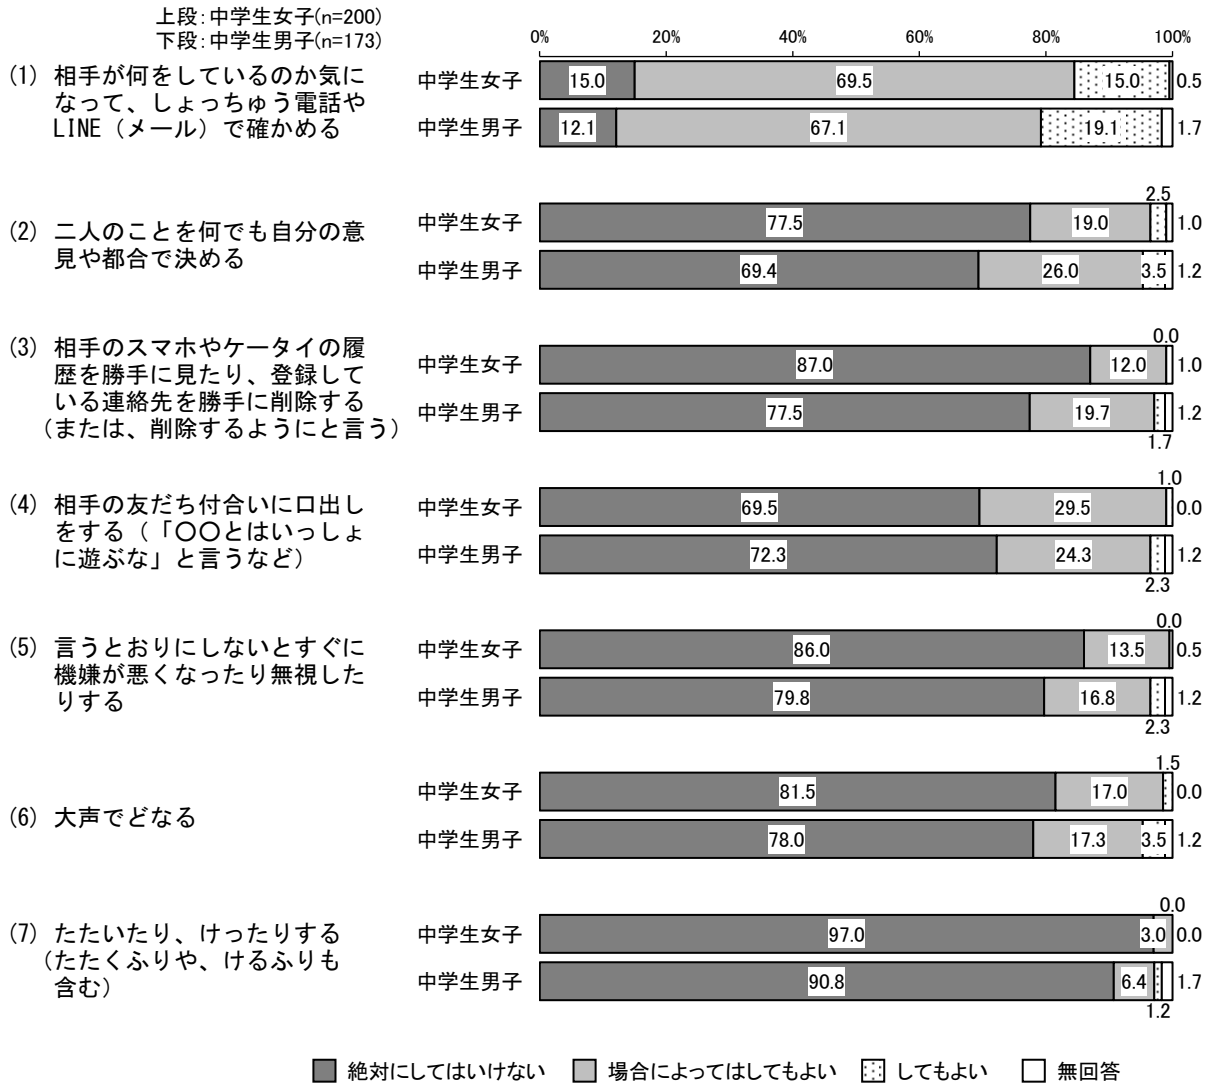 上段：中学生女子(n=200)
下段：中学生男子(n=173)
0% 20% 40% 60% 80% 100%
(1) 相手が何をしているのか気に
なって、しょっちゅう電話や
LINE（メール）で確かめる
中学生女子 15.0 69.5 15.0 0.5
中学生男子 12.1 67.1 19.1 1.7
(2) 二人のことを何でも自分の意
見や都合で決める
2.5
中学生女子 77.5 19.0 1.0
中学生男子 69.4 26.0 3.5 1.2
(3) 相手のスマホやケータイの履
歴を勝手に見たり、登録して
いる連絡先を勝手に削除する
（または、削除するようにと言う）
0.0
中学生女子 87.0 12.0 1.0
中学生男子 77.5 19.7 1.2
1.7
(4) 相手の友だち付合いに口出し
をする（「〇〇とはいっしょ
に遊ぶな」と言うなど）
1.0
中学生女子 69.5 29.5 0.0
中学生男子 72.3 24.3 1.2
2.3
(5) 言うとおりにしないとすぐに
機嫌が悪くなったり無視した
りする
0.0
中学生女子 86.0 13.5 0.5
中学生男子 79.8 16.8 1.2
2.3
(6) 大声でどなる
1.5
中学生女子 81.5 17.0 0.0
中学生男子 78.0 17.3 3.5 1.2
(7) たたいたり、けったりする
（たたくふりや、けるふりも
含む）
0.0
中学生女子 97.0 3.0 0.0
中学生男子 90.8 6.4 1.7
1.2
絶対にしてはいけない 場合によってはしてもよい してもよい 無回答